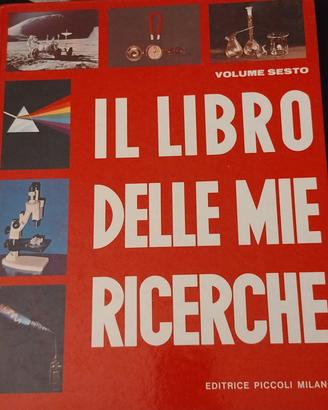 VOLUME SESTO
IL LIBRO
DELLE MIE
RICERCHE
EDITRICE PICCOLI MILAN